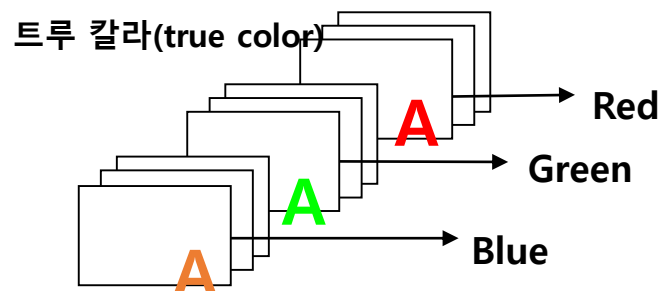 트루 칼라(true color)
A
Red
A
Green
A
Blue